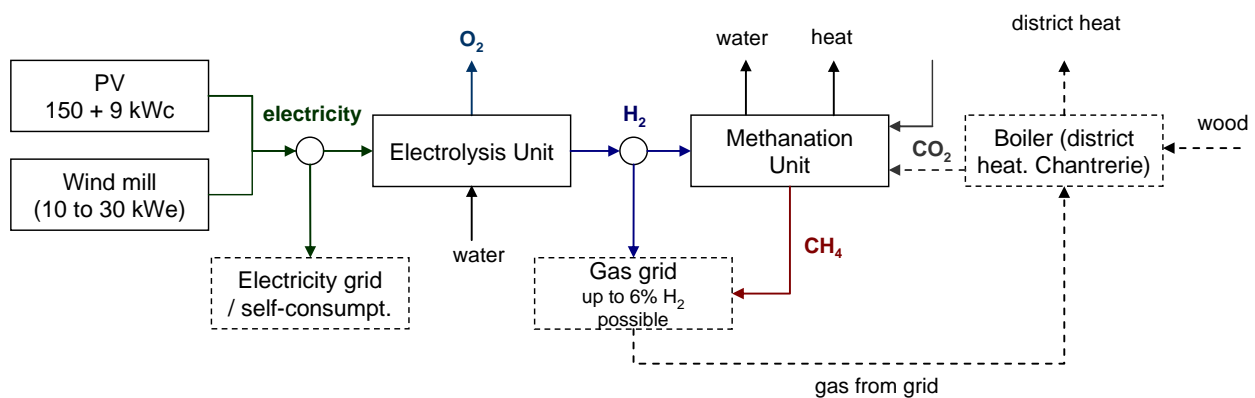 PV
150 + 9 kWc
Wind mill
(10 to 30 kWe)
electricity
Electricity grid
/ self-consumpt.
O₂
Electrolysis Unit
water
H₂
Gas grid
up to 6% H₂
possible
water
heat
Methanation
Unit
CH₄
CO₂
district heat
Boiler (district
heat. Chantrerie)
wood
gas from grid